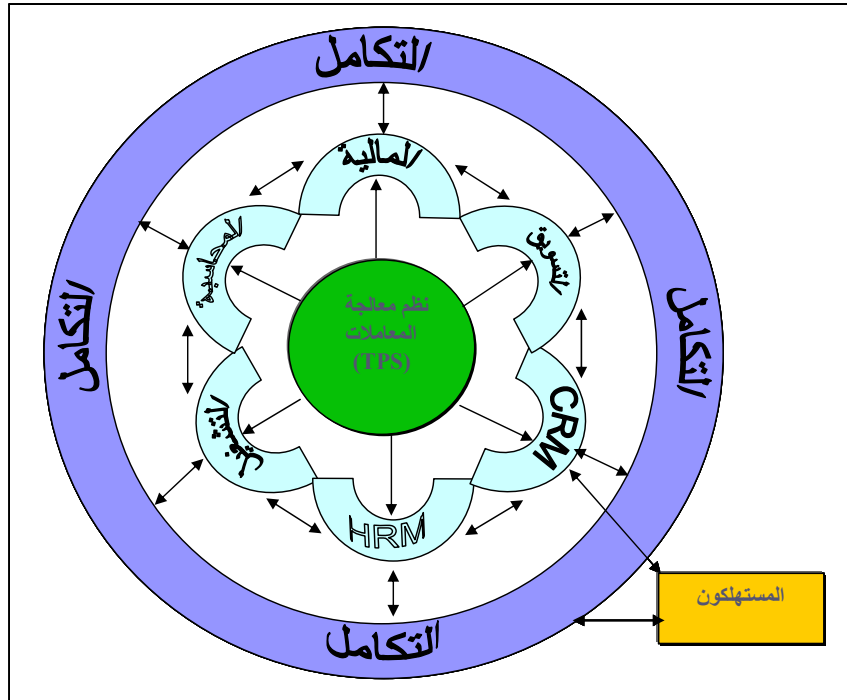 التكامل
المالية
المحاسبية
التسويق
التكامل
نظم معالجة
المعاملات
(TPS)
التكامل
التشغيل
CRM
HRM
المستهلكون
التكامل